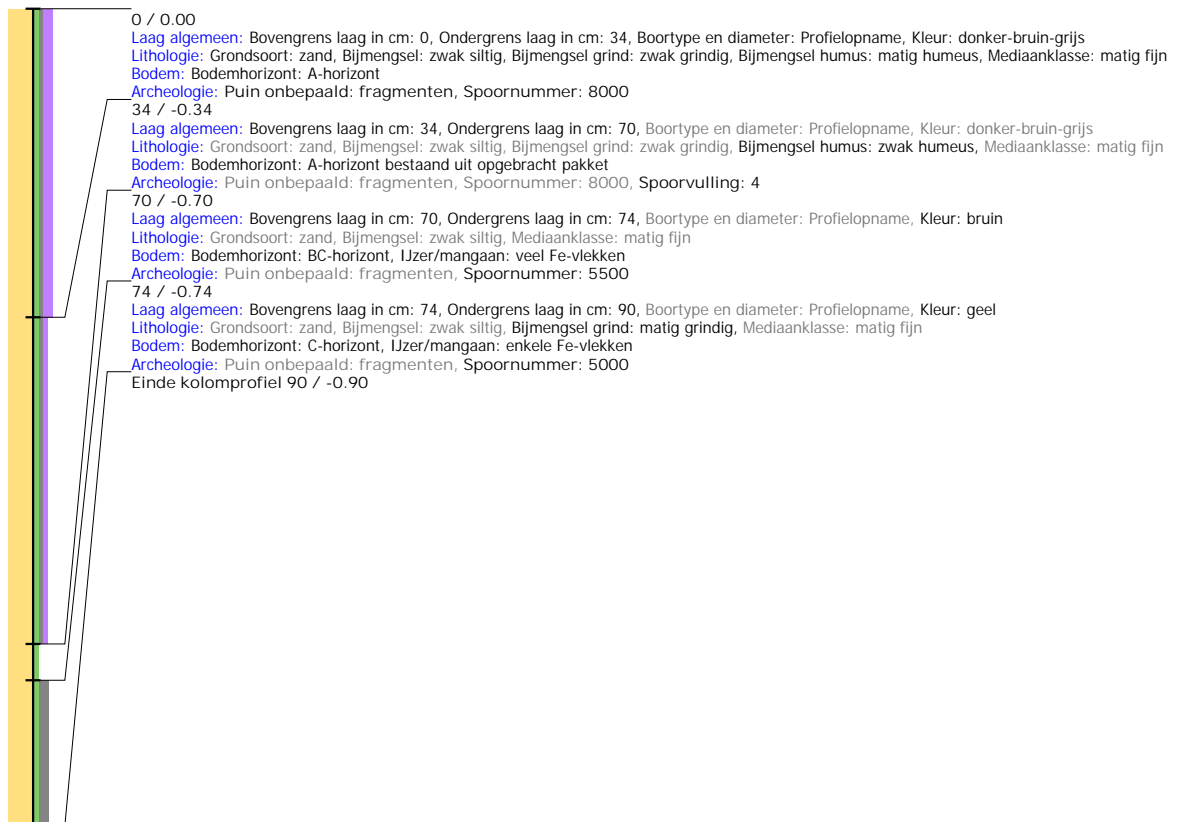 0 / 0.00
Laag algemeen: Bovengrens laag in cm: 0, Ondergrens laag in cm: 34, Boortype en diameter: Profielopname, Kleur: donker-bruin-grijs
Lithologie: Grondsoort: zand, Bijmengsel: zwak siltig, Bijmengsel grind: zwak grindig, Bijmengsel humus: matig humeus, Mediaanklasse: matig fijn
Bodem: Bodemhorizont: A-horizont
Archeologie: Puin onbepaald: fragmenten, Spoornummer: 8000
34 / -0.34
Laag algemeen: Bovengrens laag in cm: 34, Ondergrens laag in cm: 70, Boortype en diameter: Profielopname, Kleur: donker-bruin-grijs
Lithologie: Grondsoort: zand, Bijmengsel: zwak siltig, Bijmengsel grind: zwak grindig, Bijmengsel humus: zwak humeus, Mediaanklasse: matig fijn
Bodem: Bodemhorizont: A-horizont bestaand uit opgebracht pakket
Archeologie: Puin onbepaald: fragmenten, Spoornummer: 8000, Spoorvulling: 4
70 / -0.70
Laag algemeen: Bovengrens laag in cm: 70, Ondergrens laag in cm: 74, Boortype en diameter: Profielopname, Kleur: bruin
Lithologie: Grondsoort: zand, Bijmengsel: zwak siltig, Mediaanklasse: matig fijn
Bodem: Bodemhorizont: BC-horizont, IJzer/mangaan: veel Fe-vlekken
Archeologie: Puin onbepaald: fragmenten, Spoornummer: 5500
74 / -0.74
Laag algemeen: Bovengrens laag in cm: 74, Ondergrens laag in cm: 90, Boortype en diameter: Profielopname, Kleur: geel
Lithologie: Grondsoort: zand, Bijmengsel: zwak siltig, Bijmengsel grind: matig grindig, Mediaanklasse: matig fijn
Bodem: Bodemhorizont: C-horizont, IJzer/mangaan: enkele Fe-vlekken
Archeologie: Puin onbepaald: fragmenten, Spoornummer: 5000
Einde kolomprofiel 90 / -0.90